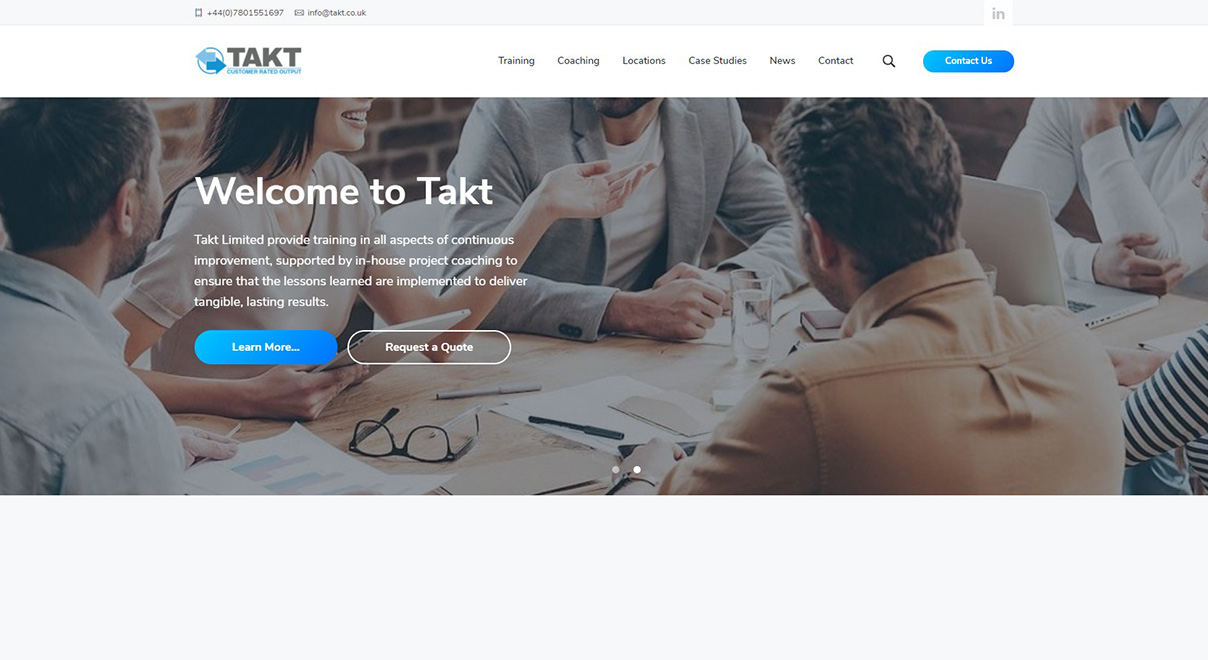 +44(0)7801551697 info@takt.co.uk in
TAKT
CUSTOMER RATED OUTPUT
Training Coaching Locations Case Studies News Contact Contact Us
Welcome to Takt
Takt Limited provide training in all aspects of continuous
improvement, supported by in-house project coaching to
ensure that the lessons learned are implemented to deliver
tangible, lasting results.
Learn More... Request a Quote